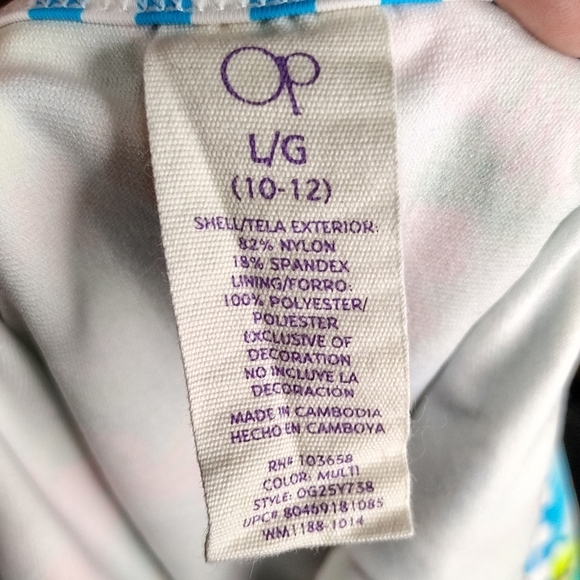 Op
L/G
(10-12)
SHELL/TELA EXTERIOR:
82% NYLON
18% SPANDEX
LINING/FORRO:
100% POLYESTER/
POLIESTER
EXCLUSIVE OF
DECORATION
NO INCLUYE LA
DECORACIÓN
MADE IN CAMBODIA
HECHO EN CAMBOYA
RN# 103658
COLOR: MULTI
STYLE: OG25Y738
UPC# 80469181085
WM1188-1014